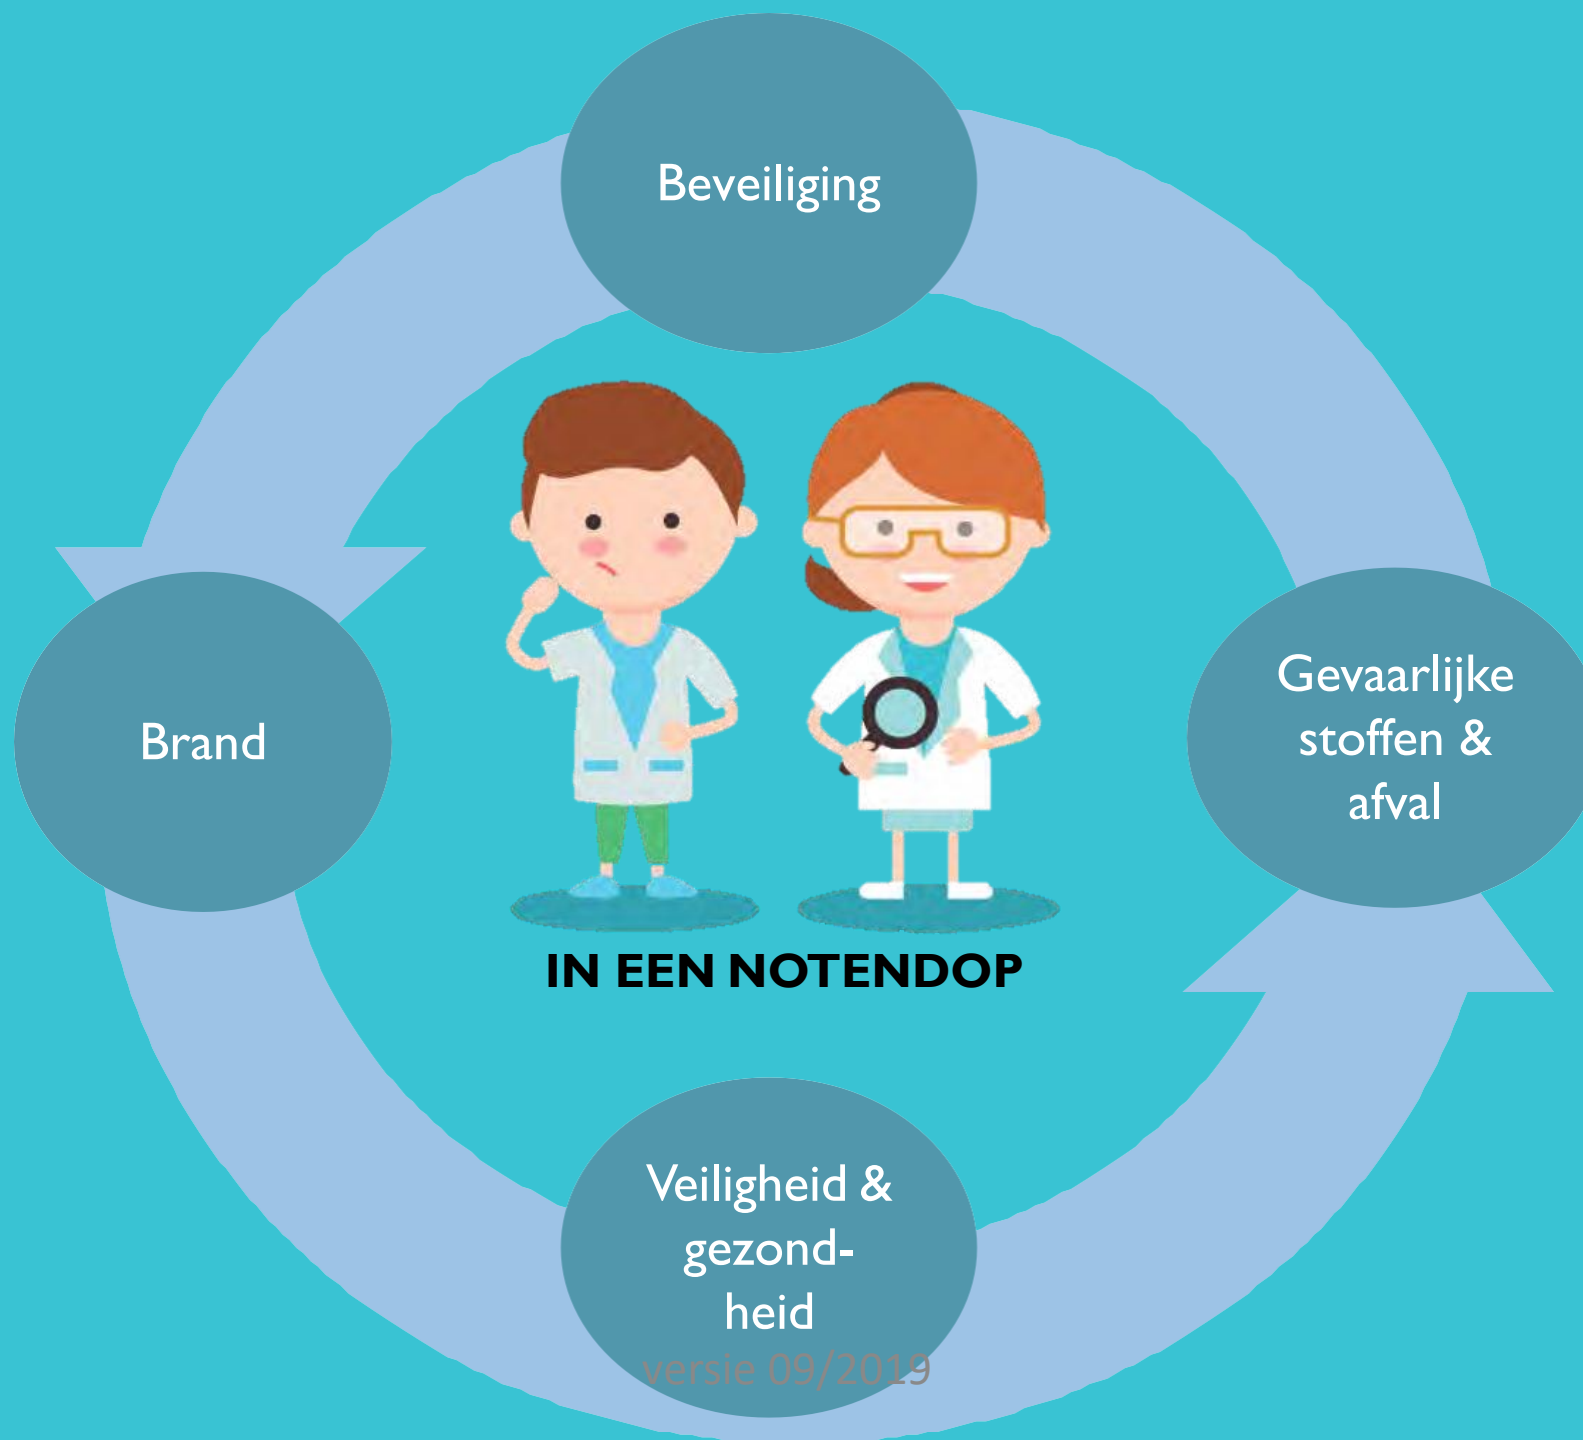 Beveiliging
Brand
Gevaarlijke
stoffen &
afval
IN EEN NOTENDOP
Veiligheid &
gezond-
heid
versie 09/2019